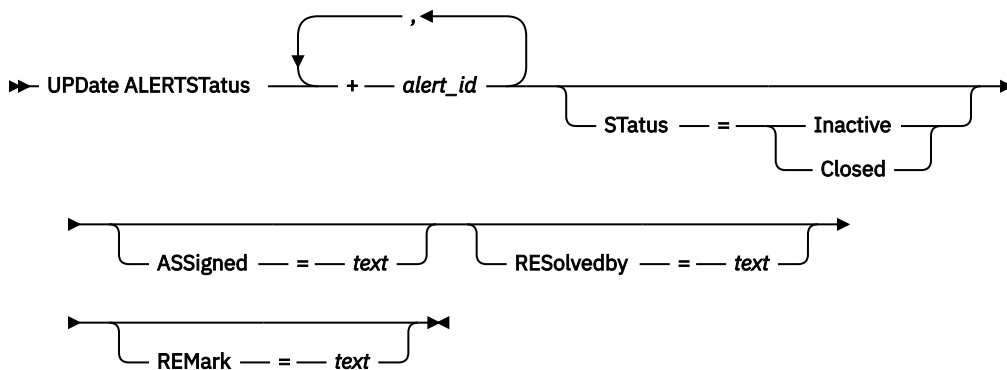 ,
UPDate ALERTSTatus + alert_id
STatus = Inactive
Closed
ASSigned = text RESolvedby = text
REMark = text